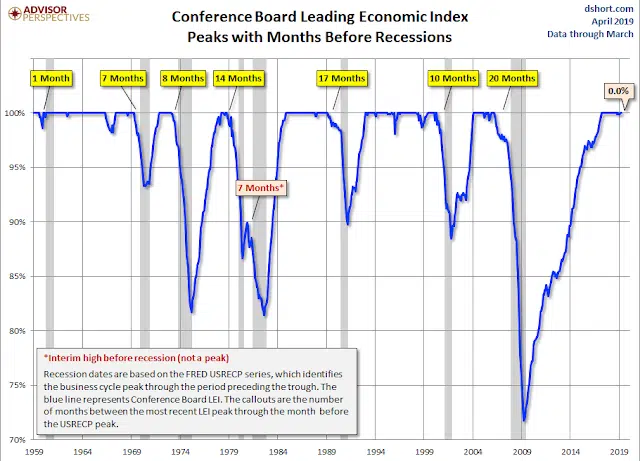 ADVISOR
PERSPECTIVES
Conference Board Leading Economic Index
Peaks with Months Before Recessions
dshort.com
April 2019
Data through March
1 Month
7 Months
8 Months
14 Months
17 Months
10 Months
20 Months
0.0%
7 Months*
100%
95%
90%
85%
80%
75%
70%
*Interim high before recession (not a peak)
Recession dates are based on the FRED USRECP series, which identifies
the business cycle peak through the period preceding the trough. The
blue line represents Conference Board LEI. The callouts are the number
of months between the most recent LEI peak through the month before
the USRECP peak.
1959 1964 1969 1974 1979 1984 1989 1994 1999 2004 2009 2014 2019